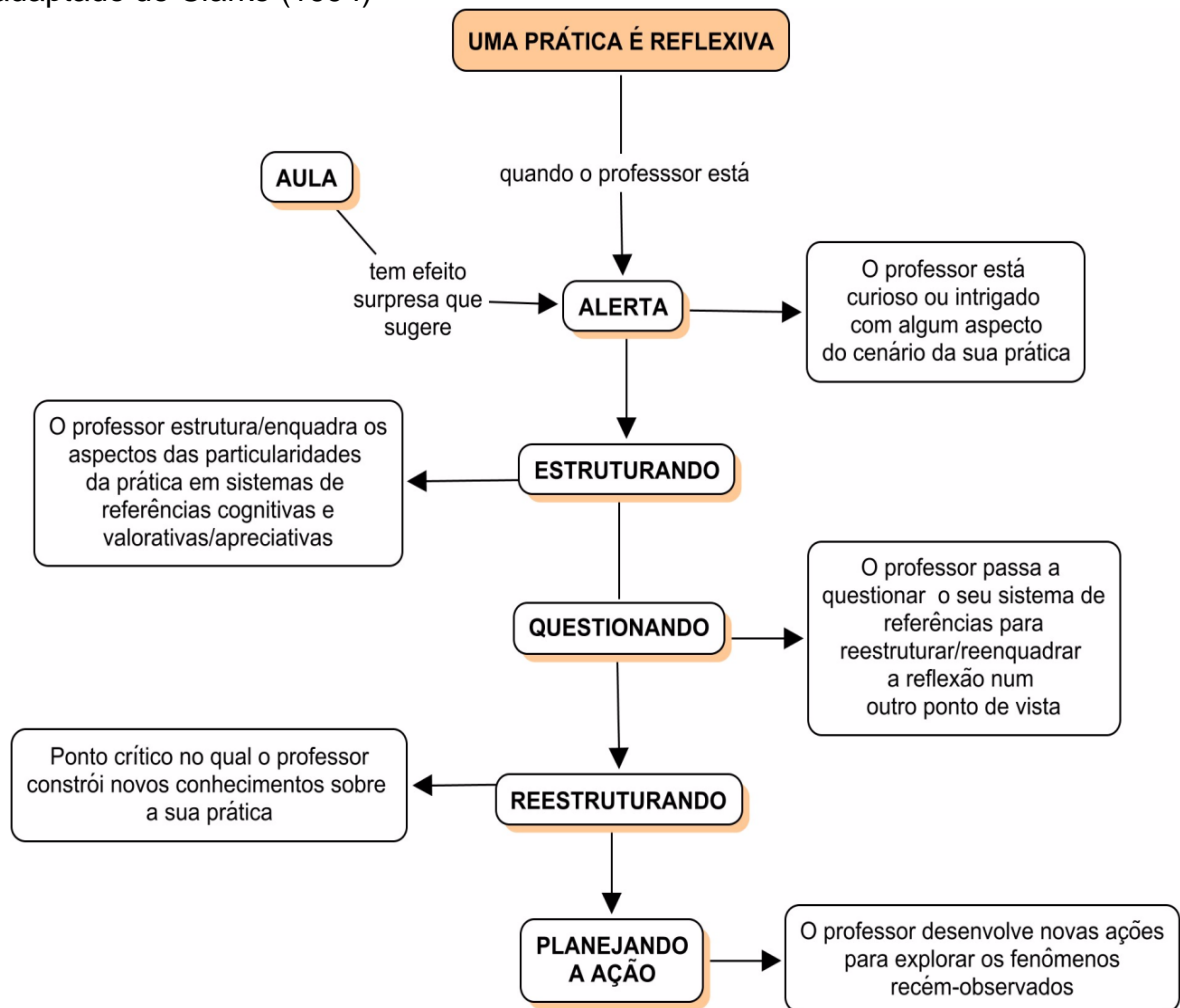 UMA PRÁTICA É REFLEXIVA
quando o professsor está
AULA
tem efeito
surpresa que
sugere
ALERTA
O professor está
curioso ou intrigado
com algum aspecto
do cenário da sua prática
O professor estrutura/enquadra os
aspectos das particularidades
da prática em sistemas de
referências cognitivas e
valorativas/apreciativas
ESTRUTURANDO
QUESTIONANDO
O professor passa a
questionar o seu sistema de
referências para
reestruturar/reenquadrar
a reflexão num
outro ponto de vista
Ponto crítico no qual o professor
constrói novos conhecimentos sobre
a sua prática
REESTRUTURANDO
PLANEJANDO
A AÇÃO
O professor desenvolve novas ações
para explorar os fenômenos
recém-observados